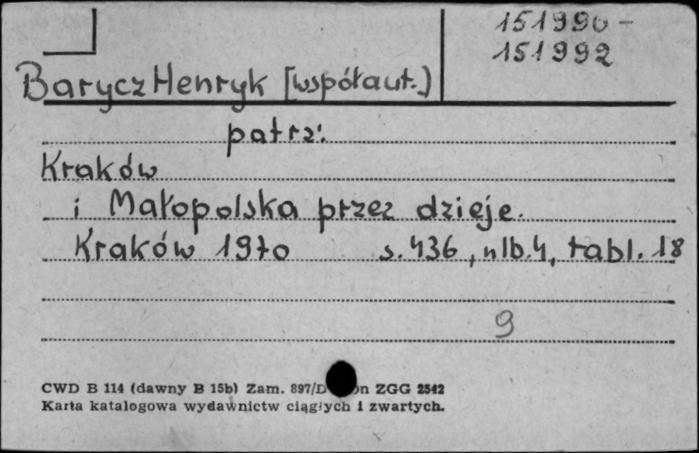 151990-
151992
Barycz Henryk [współaut.]
patrz:
Kraków
i Małopolska przez dzieje.
Kraków 1970 s. 436, nlb. 4, tabl. 18
9
CWD B 114 (dawny B 15b) Zam. 897/D n ZGG 2542
Karta katalogowa wydawnictw ciągłych i zwartych.